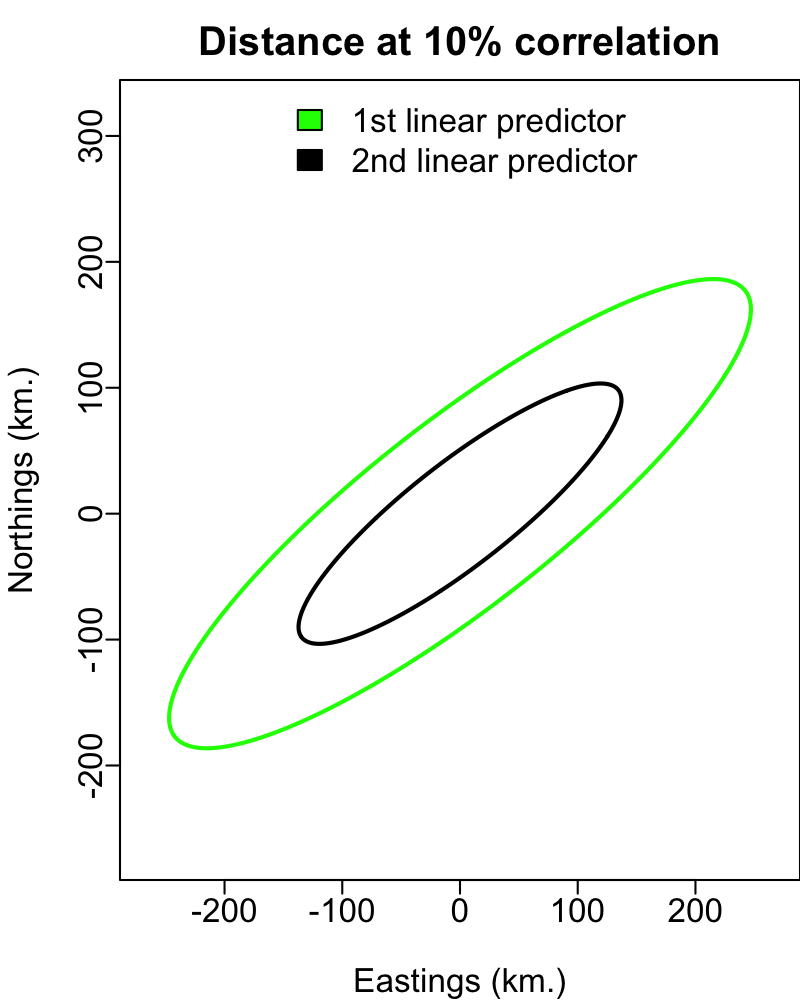 Distance at 10% correlation
1st linear predictor
2nd linear predictor
Northings (km.)
300
200
100
0
-100
-200
-200 -100 0 100 200
Eastings (km.)